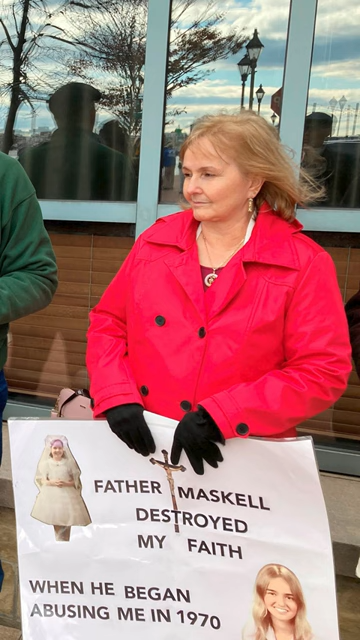 FATHER MASKELL
DESTROYED
MY FAITH
WHEN HE BEGAN
ABUSING ME IN 1970